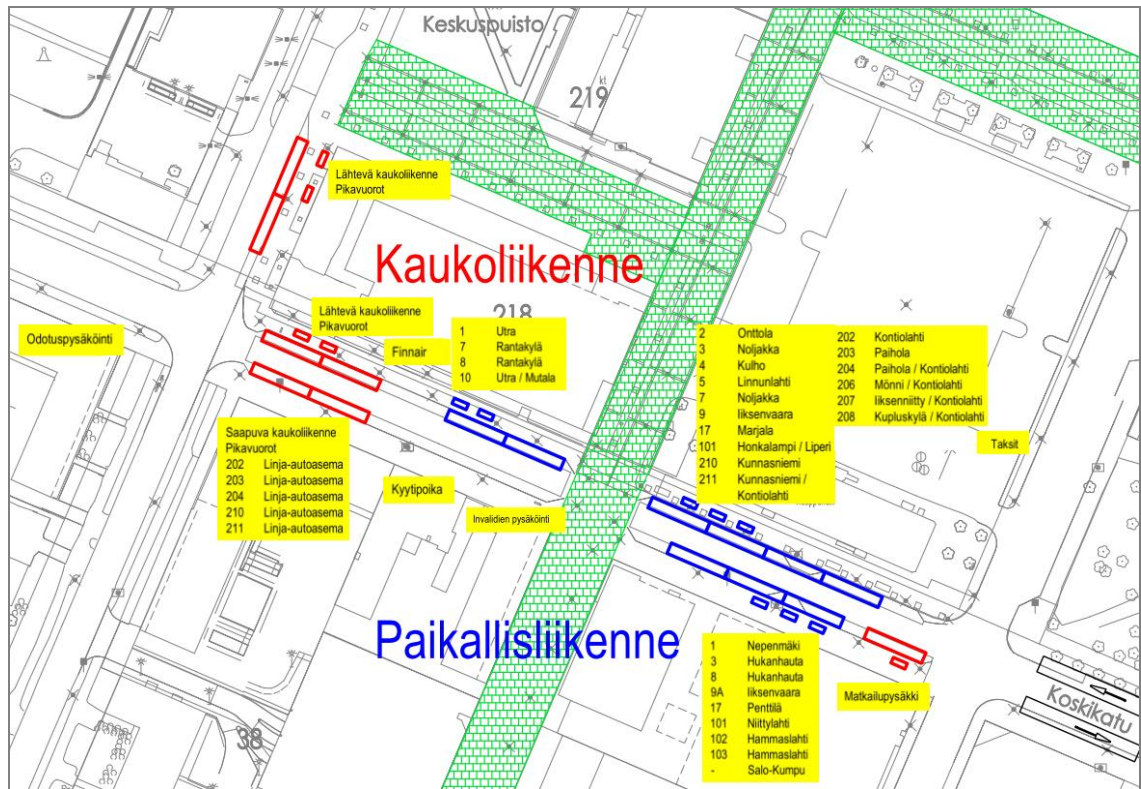 Keskuspuisto
kt
219
Lähtevä kaukoliikenne
Pikavuorot
Kaukoliikenne
218
Lähtevä kaukoliikenne
Pikavuorot
Odotuspysäköinti
Finnair
1 Utra
7 Rantakylä
8 Rantakylä
10 Utra / Mutala
2 Onttola
3 Noljakka
4 Kulho
5 Linnunlahti
7 Noljakka
9 Iiksenvaara
17 Marjala
101 Honkalampi / Liperi
210 Kunnasniemi
211 Kunnasniemi /
Kontiolahti
202 Kontiolahti
203 Paihola
204 Paihola / Kontiolahti
206 Mönni / Kontiolahti
207 Iiksenniitty / Kontiolahti
208 Kupluskylä / Kontiolahti
Taksit
Saapuva kaukoliikenne
Pikavuorot
202 Linja-autoasema
203 Linja-autoasema
204 Linja-autoasema
210 Linja-autoasema
211 Linja-autoasema
Kyytipoika
Invalidien pysäköinti
Paikallisliikenne
1 Nepenmäki
3 Hukanhauta
8 Hukanhauta
9A Iiksenvaara
17 Penttilä
101 Niittylahti
102 Hammaslahti
103 Hammaslahti
- Salo-Kumpu
Matkailupysäkki
Koskikatu
38